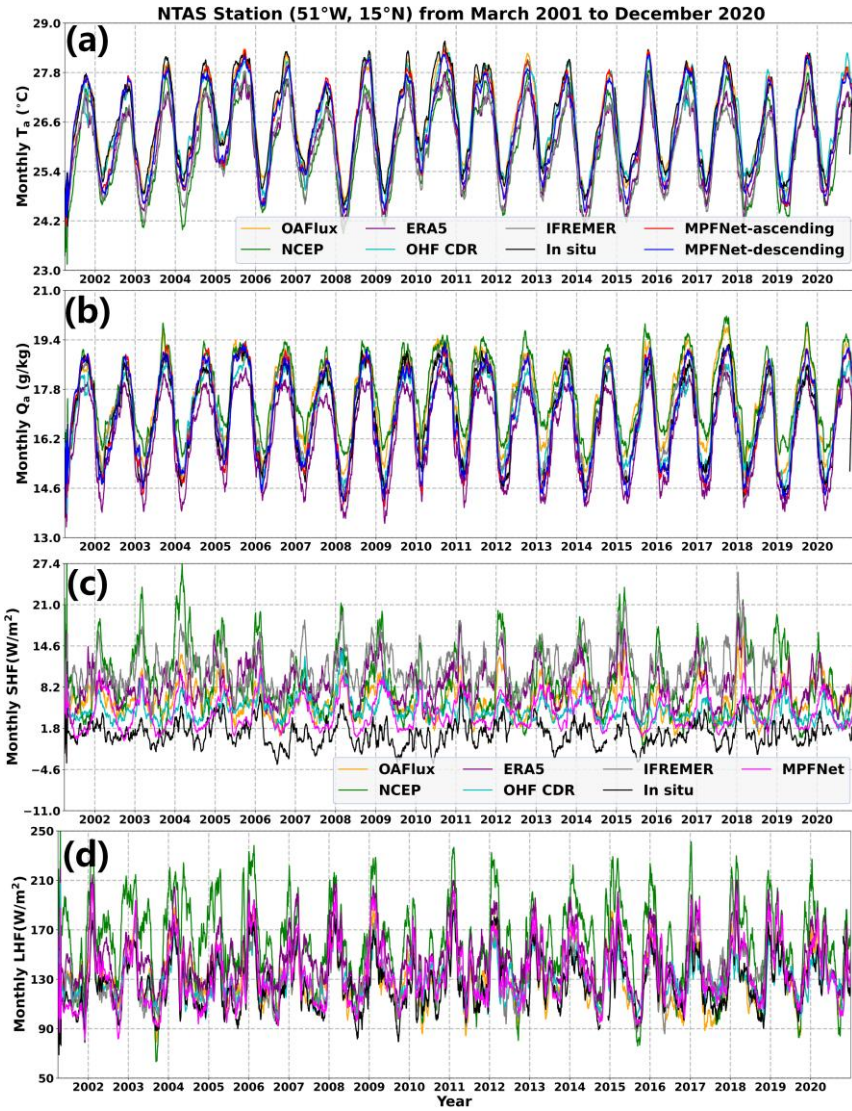 NTAS Station (51°W, 15°N) from March 2001 to December 2020
(a)
Monthly Ta (°C)
29.0
27.8
26.6
25.4
24.2
23.0
OAFlux ERA5 IFREMER MPFNet-ascending
NCEP OHF CDR In situ MPFNet-descending
2002 2003 2004 2005 2006 2007 2008 2009 2010 2011 2012 2013 2014 2015 2016 2017 2018 2019 2020
(b)
Monthly Qa (g/kg)
21.0
19.4
17.8
16.2
14.6
13.0
2002 2003 2004 2005 2006 2007 2008 2009 2010 2011 2012 2013 2014 2015 2016 2017 2018 2019 2020
(c)
Monthly SHF(W/m²)
27.4
21.0
14.6
8.2
1.8
−4.6
−11.0
OAFlux ERA5 IFREMER MPFNet
NCEP OHF CDR In situ
2002 2003 2004 2005 2006 2007 2008 2009 2010 2011 2012 2013 2014 2015 2016 2017 2018 2019 2020
(d)
Monthly LHF(W/m²)
250
210
170
130
90
50
2002 2003 2004 2005 2006 2007 2008 2009 2010 2011 2012 2013 2014 2015 2016 2017 2018 2019 2020
Year